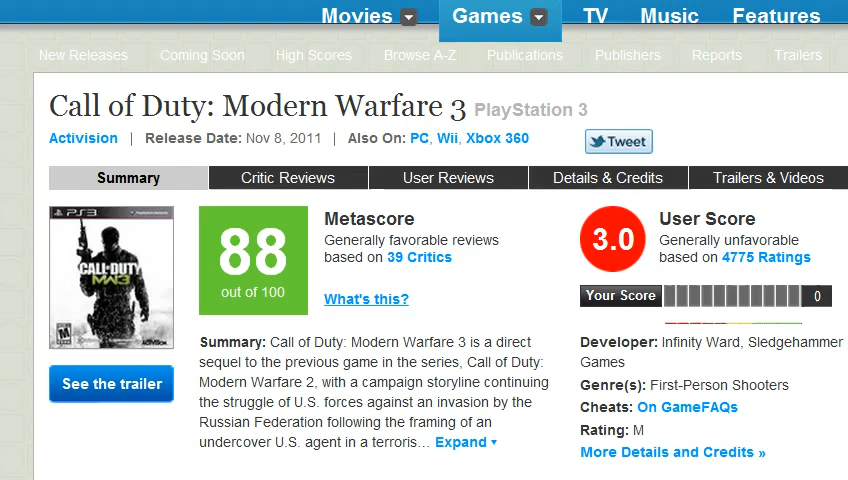 Movies Games TV Music Features
New Releases Coming Soon High Scores Browse A-Z Publications Publishers Reports Trailers
Call of Duty: Modern Warfare 3 PlayStation 3
Activision | Release Date: Nov 8, 2011 | Also On: PC, Wii, Xbox 360
Tweet
Summary Critic Reviews User Reviews Details & Credits Trailers & Videos
PS3
CALL OF DUTY
MW3
M
ACTIVISION
See the trailer
88
out of 100
Metascore
Generally favorable reviews
based on 39 Critics
What's this?
3.0
User Score
Generally unfavorable
based on 4775 Ratings
Your Score 0
Summary: Call of Duty: Modern Warfare 3 is a direct
sequel to the previous game in the series, Call of Duty:
Modern Warfare 2, with a campaign storyline continuing
the struggle of U.S. forces against an invasion by the
Russian Federation following the framing of an
undercover U.S. agent in a terroris... Expand
Developer: Infinity Ward, Sledgehammer
Games
Genre(s): First-Person Shooters
Cheats: On GameFAQs
Rating: M
More Details and Credits »